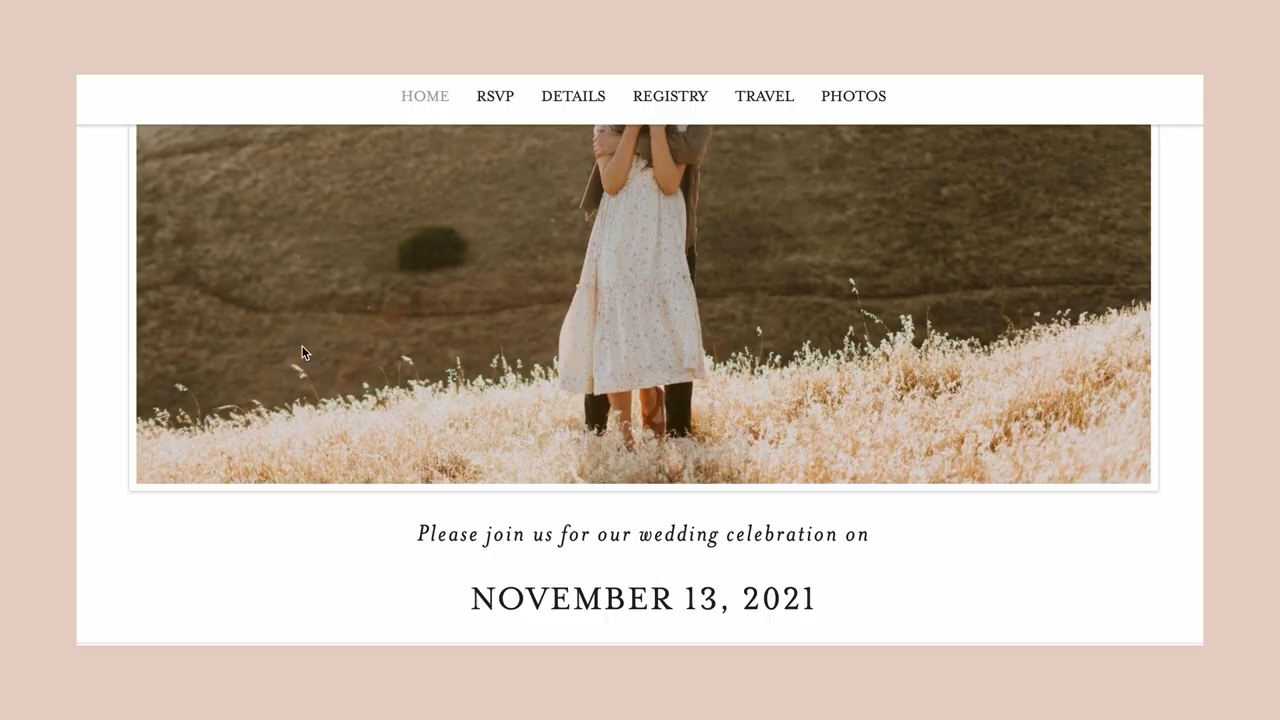 HOME RSVP DETAILS REGISTRY TRAVEL PHOTOS
Please join us for our wedding celebration on
NOVEMBER 13, 2021